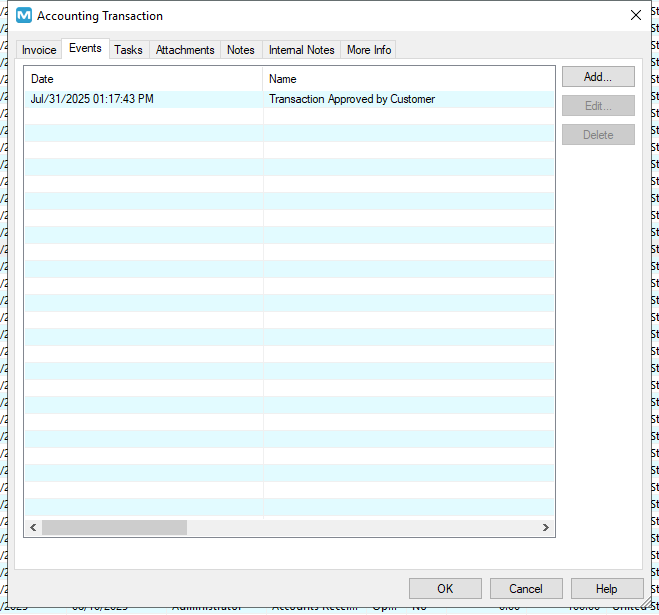 Accounting Transaction
Invoice Events Tasks Attachments Notes Internal Notes More Info
Date Name Add...
Jul/31/2025 01:17:43 PM Transaction Approved by Customer
Edit...
Delete
OK Cancel Help